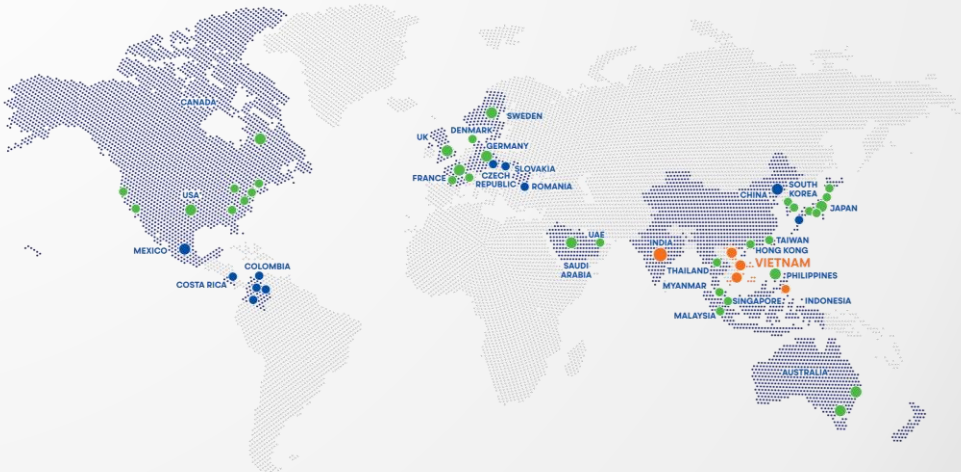 CANADA
USA
MEXICO
COSTA RICA
COLOMBIA
UK
DENMARK
SWEDEN
GERMANY
SLOVAKIA
CZECH
REPUBLIC
FRANCE
ROMANIA
UAE
SAUDI
ARABIA
INDIA
CHINA
SOUTH
KOREA
JAPAN
TAIWAN
HONG KONG
VIETNAM
THAILAND
PHILIPPINES
MYANMAR
SINGAPORE
INDONESIA
MALAYSIA
AUSTRALIA